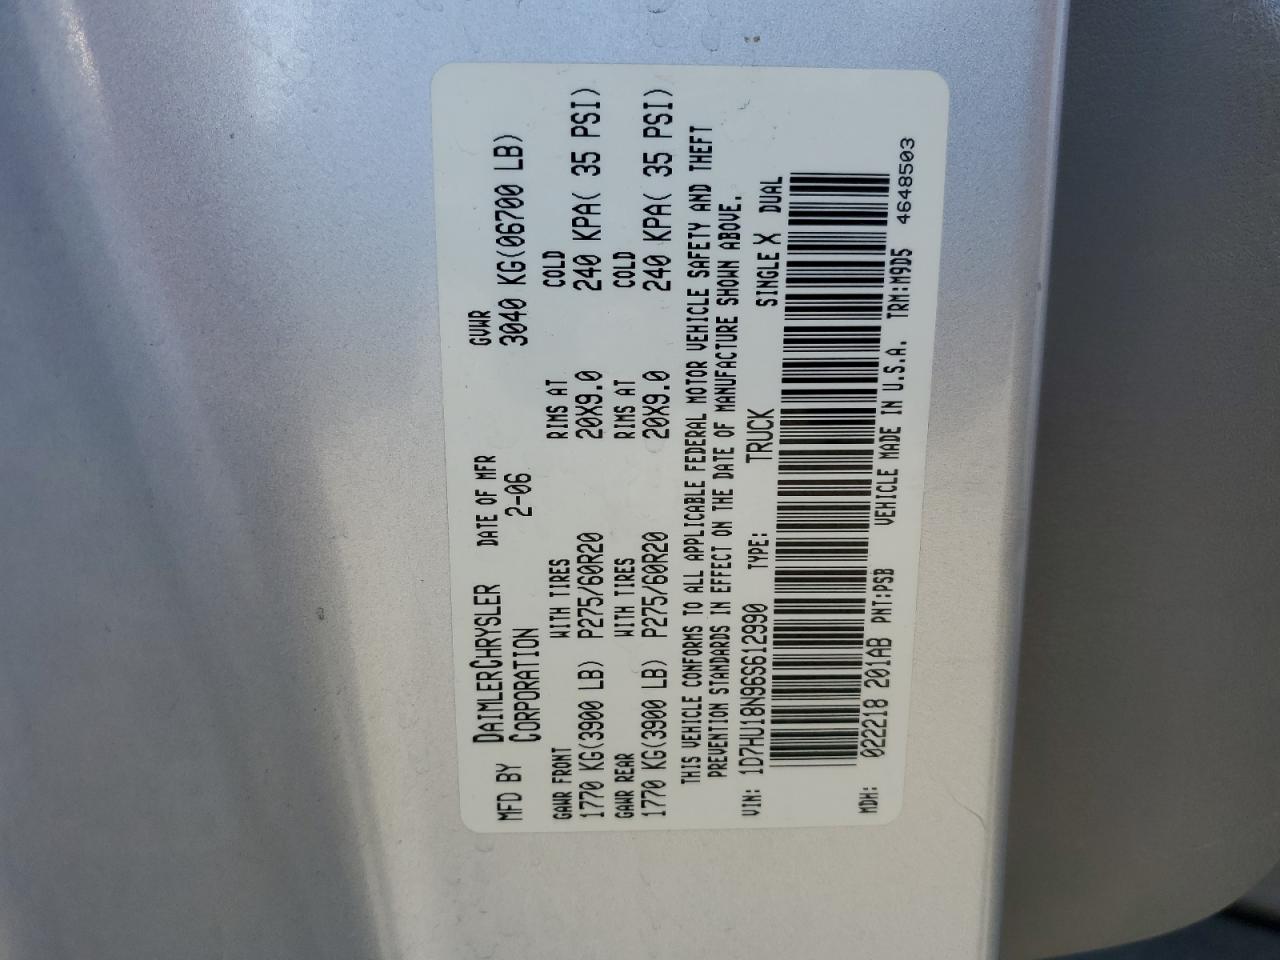 MFD BY DAIMLERCHRYSLER DATE OF MFR GVWR
CORPORATION 2-06 3040 KG(06700 LB)
GAWR FRONT WITH TIRES RIMS AT COLD
1770 KG(3900 LB) P275/60R20 20X9.0 240 KPA( 35 PSI)
GAWR REAR WITH TIRES RIMS AT COLD
1770 KG(3900 LB) P275/60R20 20X9.0 240 KPA( 35 PSI)
THIS VEHICLE CONFORMS TO ALL APPLICABLE FEDERAL MOTOR VEHICLE SAFETY AND THEFT
PREVENTION STANDARDS IN EFFECT ON THE DATE OF MANUFACTURE SHOWN ABOVE.
VIN: 1D7HU18N96S612990 TYPE: TRUCK SINGLE X DUAL
MDH: 022218 201AB PNT:PSB VEHICLE MADE IN U.S.A. TRM:M9D5 4648503